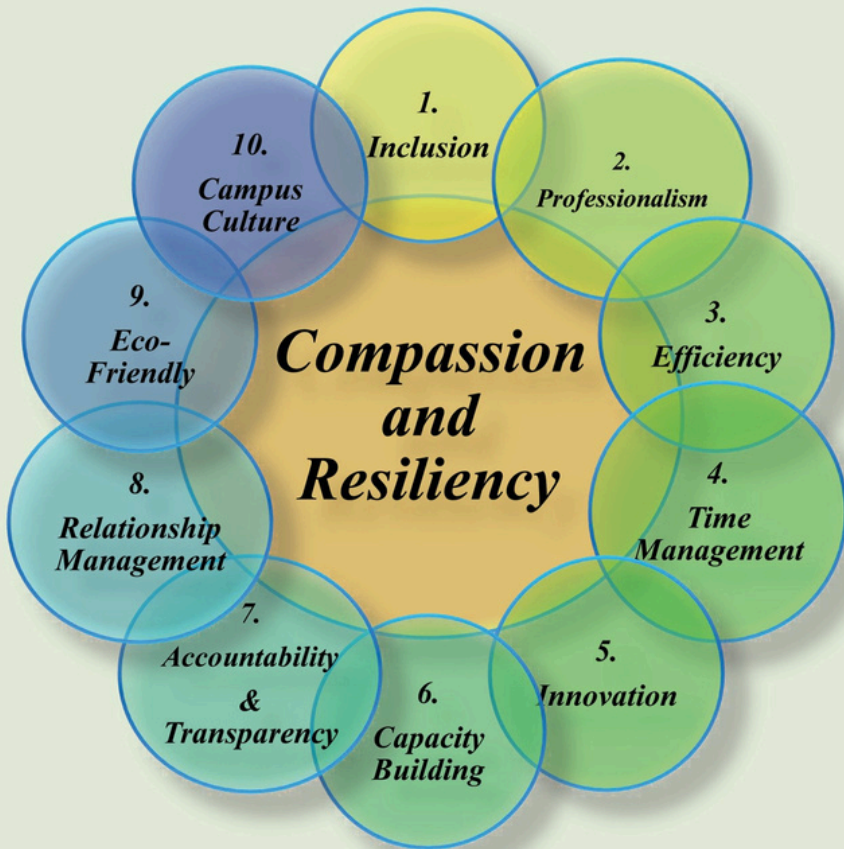 Compassion
and
Resiliency
1.
Inclusion
2.
Professionalism
3.
Efficiency
4.
Time
Management
5.
Innovation
6.
Capacity
Building
7.
Accountability
&
Transparency
8.
Relationship
Management
9.
Eco-
Friendly
10.
Campus
Culture